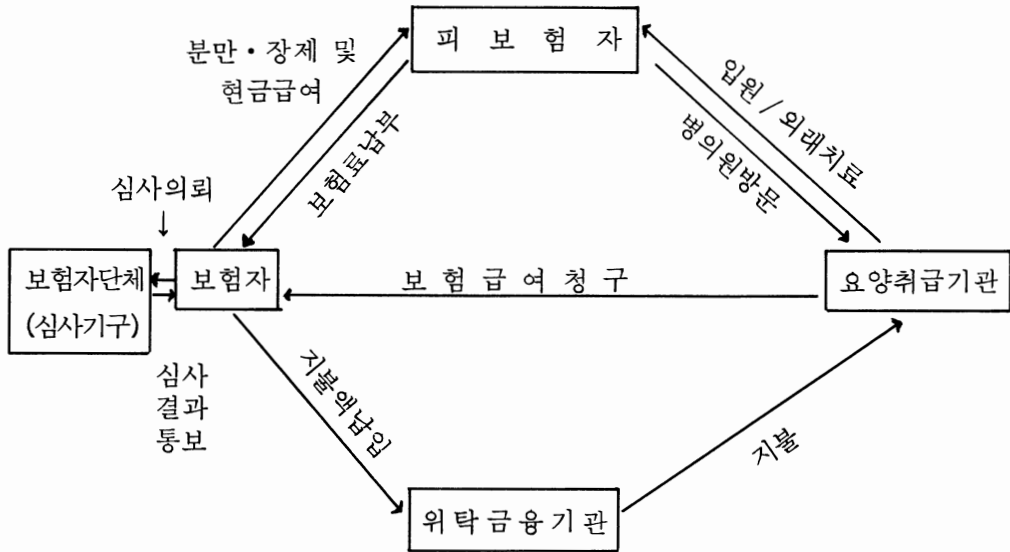 피 보 험 자
분만・장제 및
현금급여
보험료납부
입원/외래치료
병의원방문
심사의뢰
↓
보험자단체
(심사기구)
보험자
보 험 급 여 청 구
요양취급기관
심사
결과
통보
지불액납입
지불
위탁금융기관